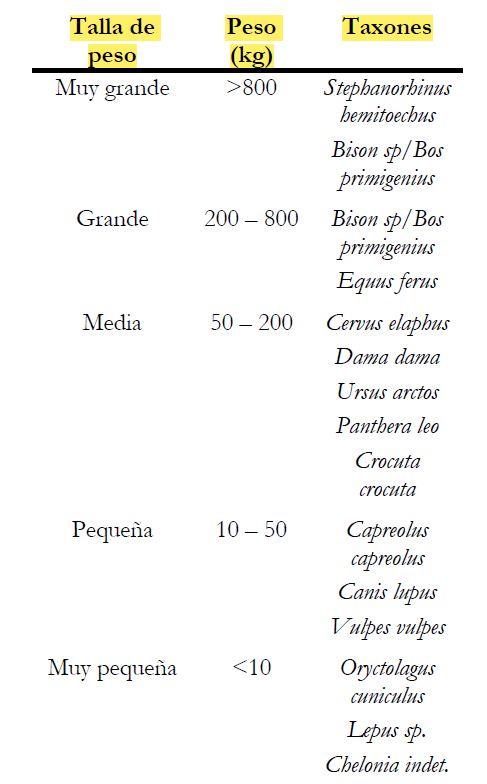 Talla de peso Peso (kg) Taxones
Muy grande >800 Stephanorhinus
hemitoechus
Bison sp/Bos
primigenius
Grande 200 – 800 Bison sp/Bos
primigenius
Equus ferus
Media 50 – 200 Cervus elaphus
Dama dama
Ursus arctos
Panthera leo
Crocuta
crocuta
Pequeña 10 – 50 Capreolus
capreolus
Canis lupus
Vulpes vulpes
Muy pequeña <10 Oryctolagus
cuniculus
Lepus sp.
Chelonia indet.